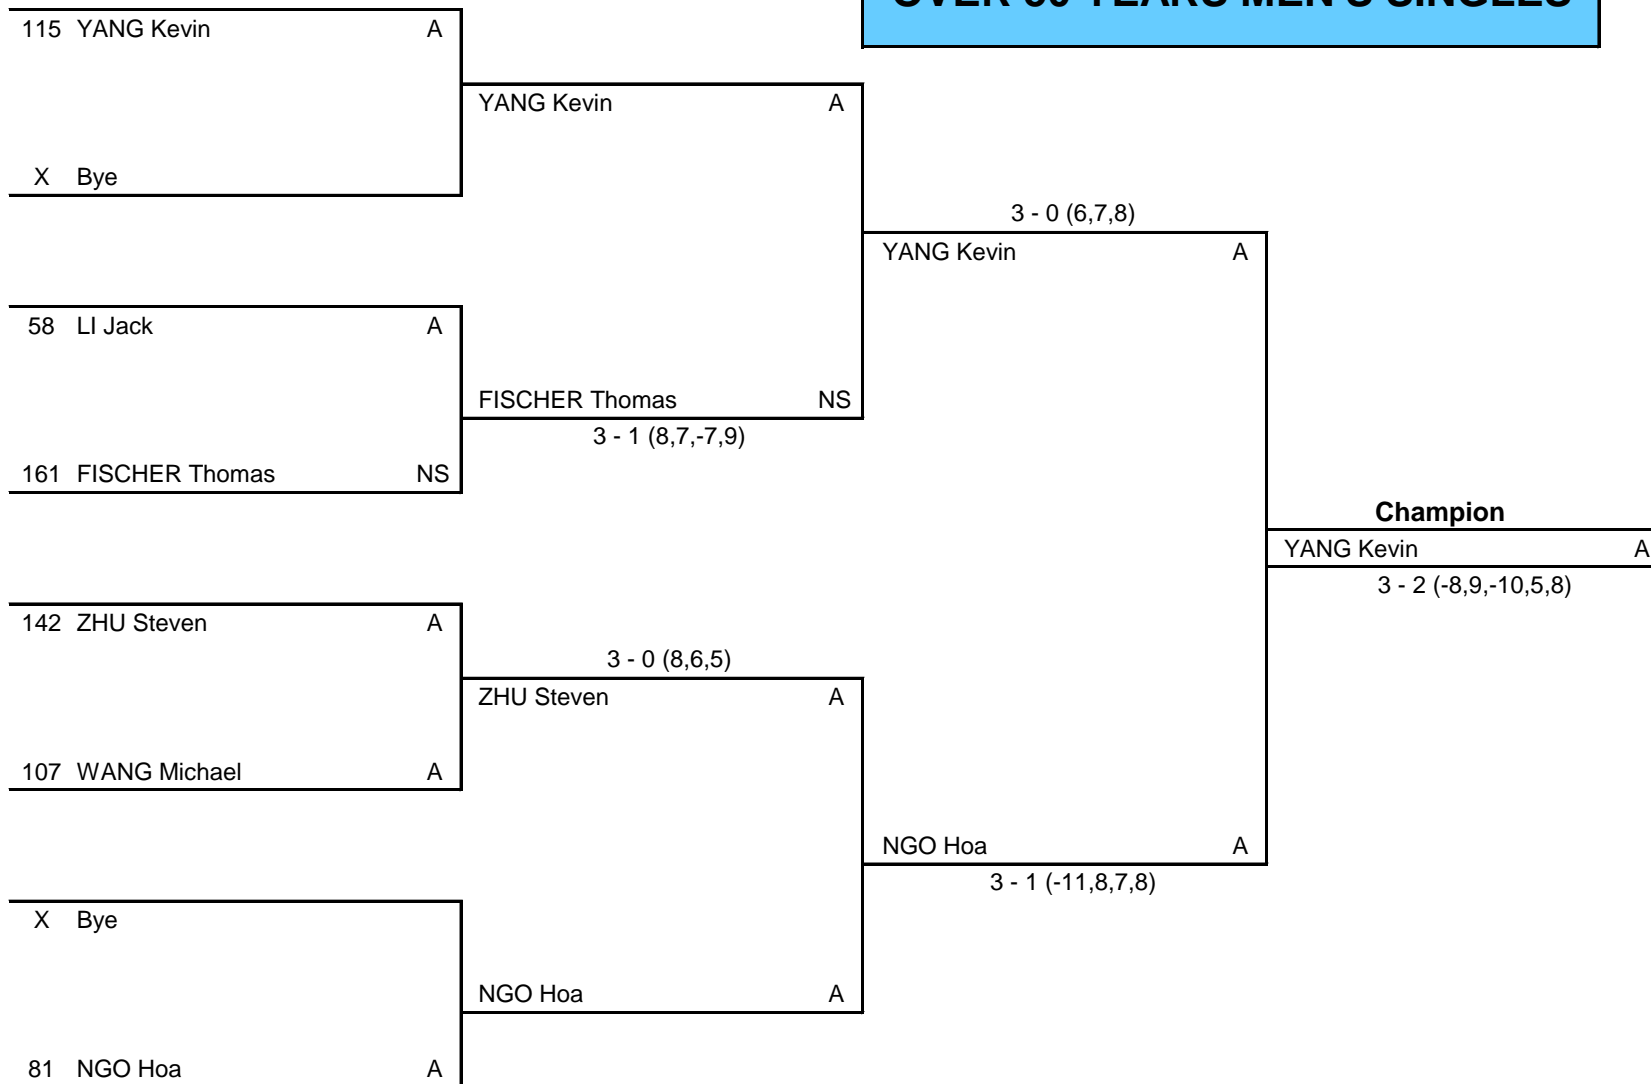 OVER YEARS MEN'S SINGLES
115 YANG Kevin A
YANG Kevin A
X Bye
3 - 0 (6,7,8)
YANG Kevin A
58 LI Jack A
FISCHER Thomas NS
3 - 1 (8,7,-7,9)
161 FISCHER Thomas NS
Champion
YANG Kevin A
3 - 2 (-8,9,-10,5,8)
142 ZHU Steven A
3 - 0 (8,6,5)
ZHU Steven A
107 WANG Michael A
NGO Hoa A
3 - 1 (-11,8,7,8)
X Bye
NGO Hoa A
81 NGO Hoa A